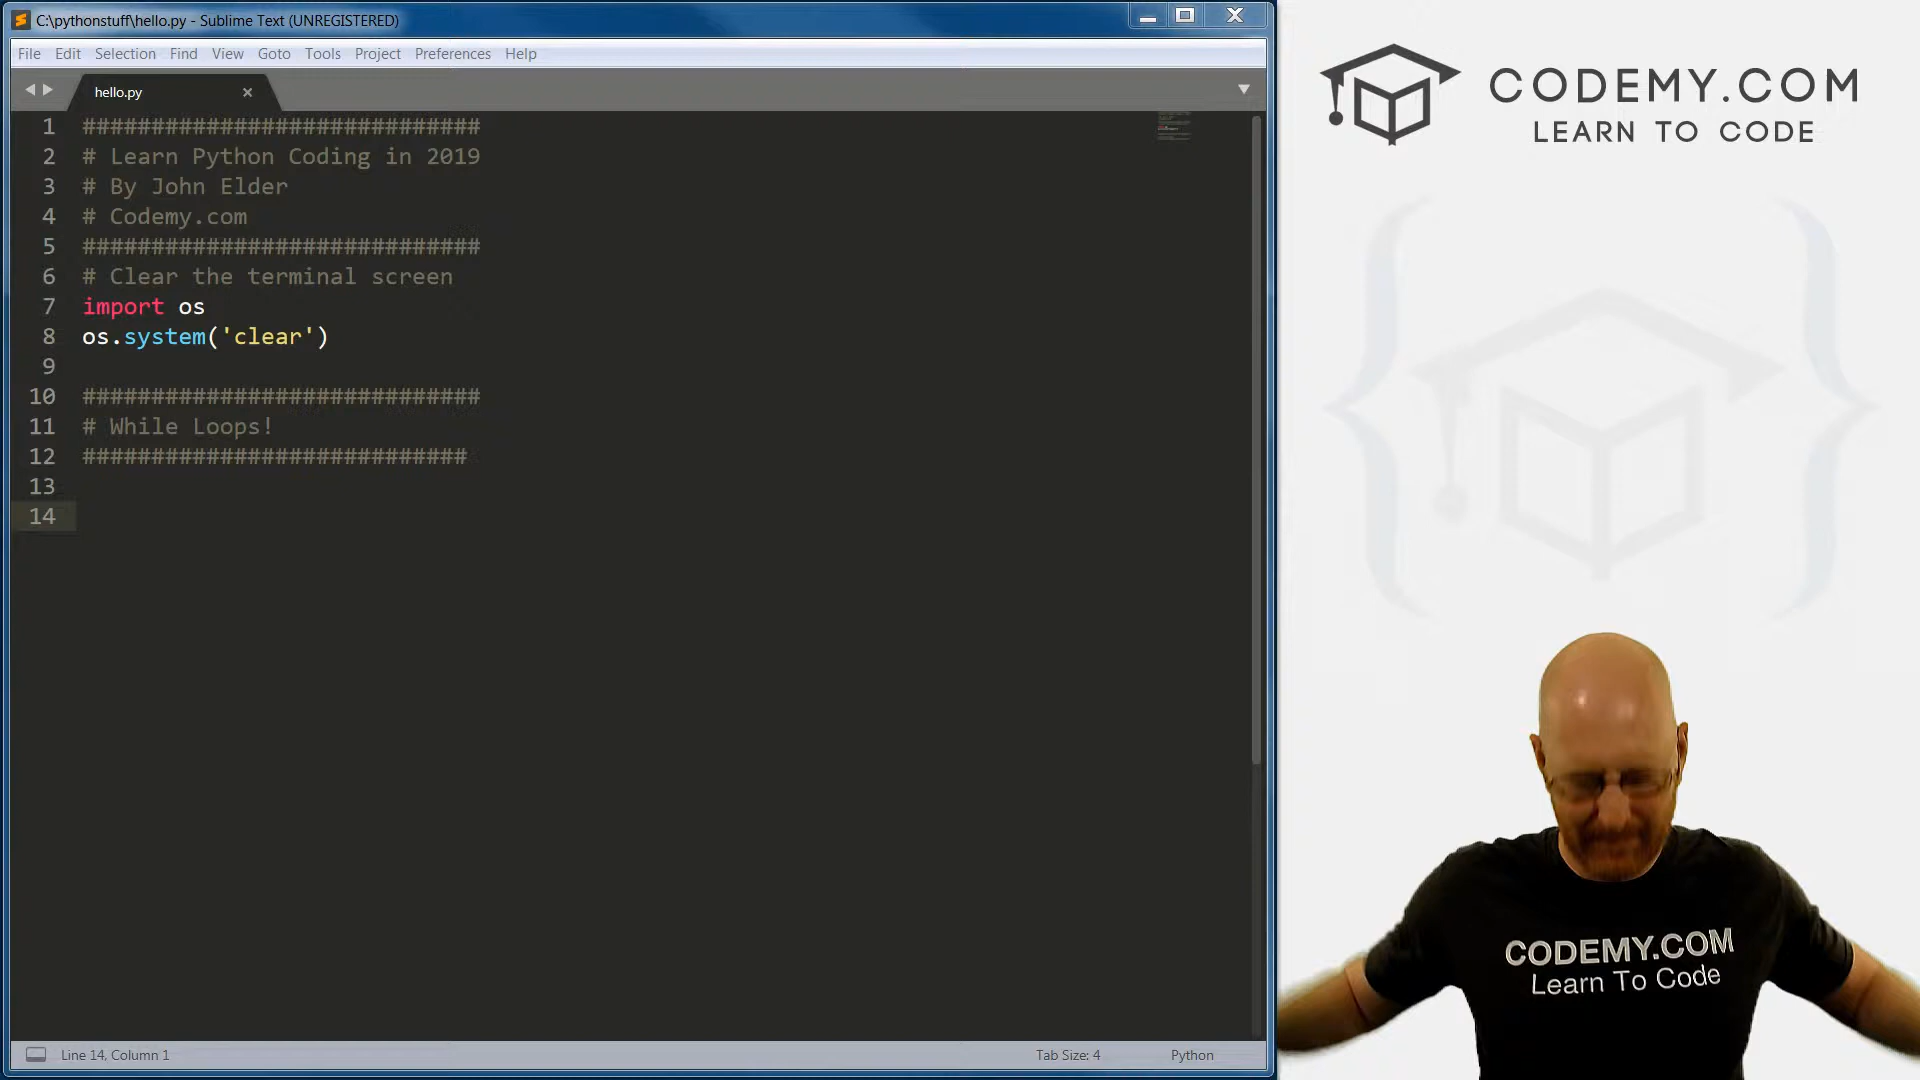 C:\pythonstuff\hello.py - Sublime Text (UNREGISTERED)
File Edit Selection Find View Goto Tools Project Preferences Help
hello.py
1 #############################
2 # Learn Python Coding in 2019
3 # By John Elder
4 # Codemy.com
5 #############################
6 # Clear the terminal screen
7 import os
8 os.system('clear')
9
10 #############################
11 # While Loops!
12 ############################
13
14
Line 14, Column 1
Tab Size: 4
Python
CODEMY.COM
LEARN TO CODE
CODEMY.COM
Learn To Code